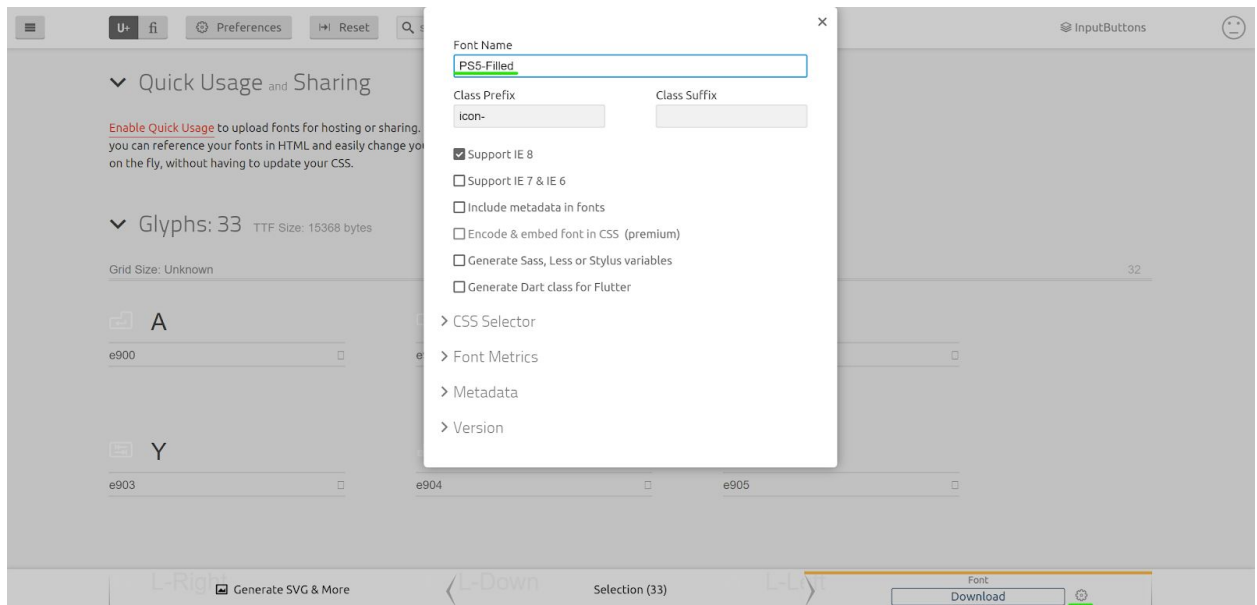 U+ fi Preferences Reset InputButtons
Font Name
PS5-Filled
Quick Usage and Sharing
Class Prefix Class Suffix
icon-
Enable Quick Usage to upload fonts for hosting or sharing.
you can reference your fonts in HTML and easily change
on the fly, without having to update your CSS.
Support IE 8
Support IE 7 & IE 6
Include metadata in fonts
Encode & embed font in CSS (premium)
Generate Sass, Less or Stylus variables
Generate Dart class for Flutter
Glyphs: 33 TTF Size: 15368 bytes
Grid Size: Unknown 32
CSS Selector
Font Metrics
Metadata
Version
A
e900
Y
e903 e904 e905
L-Right L-Down L-Left
Generate SVG & More Selection (33) Font
Download